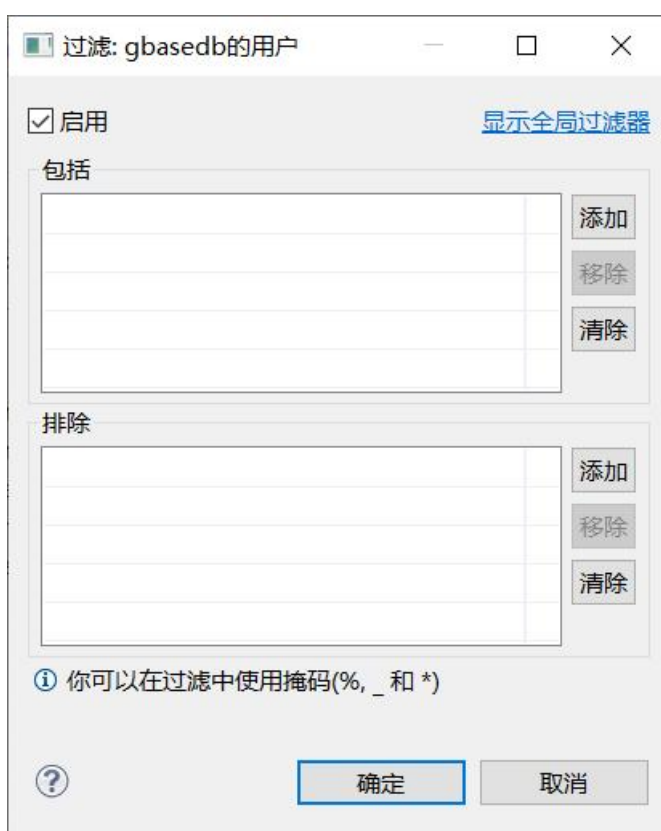 过滤: gbasedb的用户
启用 显示全局过滤器
包括
添加
移除
清除
排除
添加
移除
清除
你可以在过滤中使用掩码(%, _ 和 *)
确定 取消